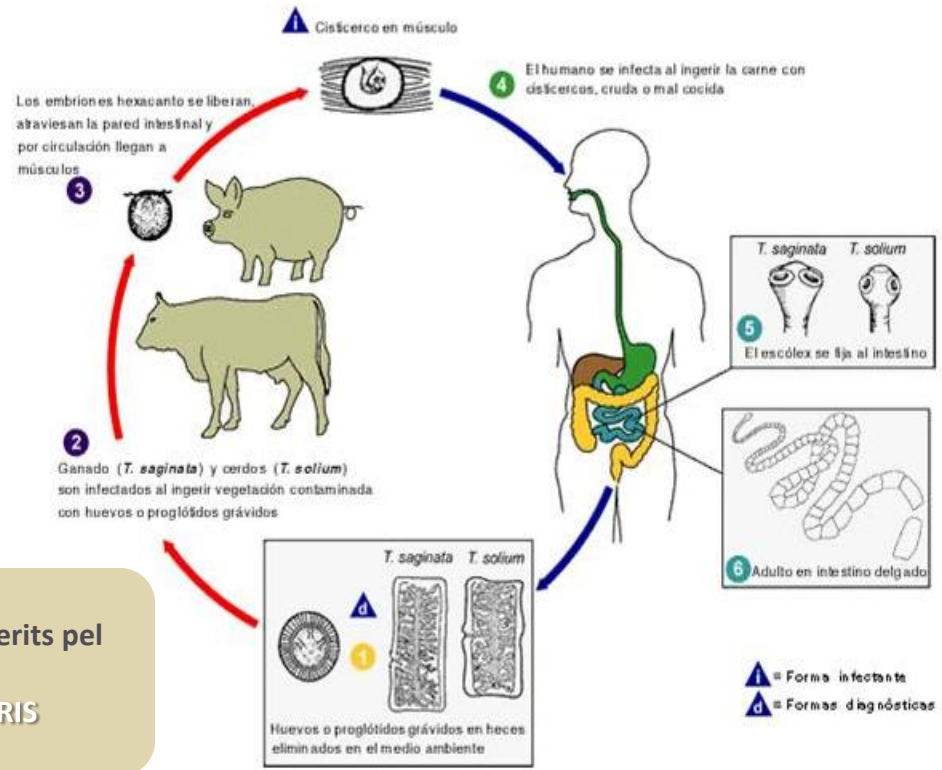 i Cisticerco en músculo
4 El humano se infecta al ingerir la carne con
cisticercos, cruda o mal cocida
Los embriones hexacanto se liberan,
atraviesan la pared intestinal y
por circulación llegan a
músculos
3
T. saginata T. solium
5
El escólex se fija al intestino
2
Ganado (T. saginata) y cerdos (T. solium)
son infectados al ingerir vegetación contaminada
con huevos o proglótidos grávidos
6 Adulto en intestino delgado
T. saginata T. solium
d
1
Huevos o proglótidos grávidos en heces
eliminados en el medio ambiente
i = Forma infectante
d = Formas diagnósticas
pel